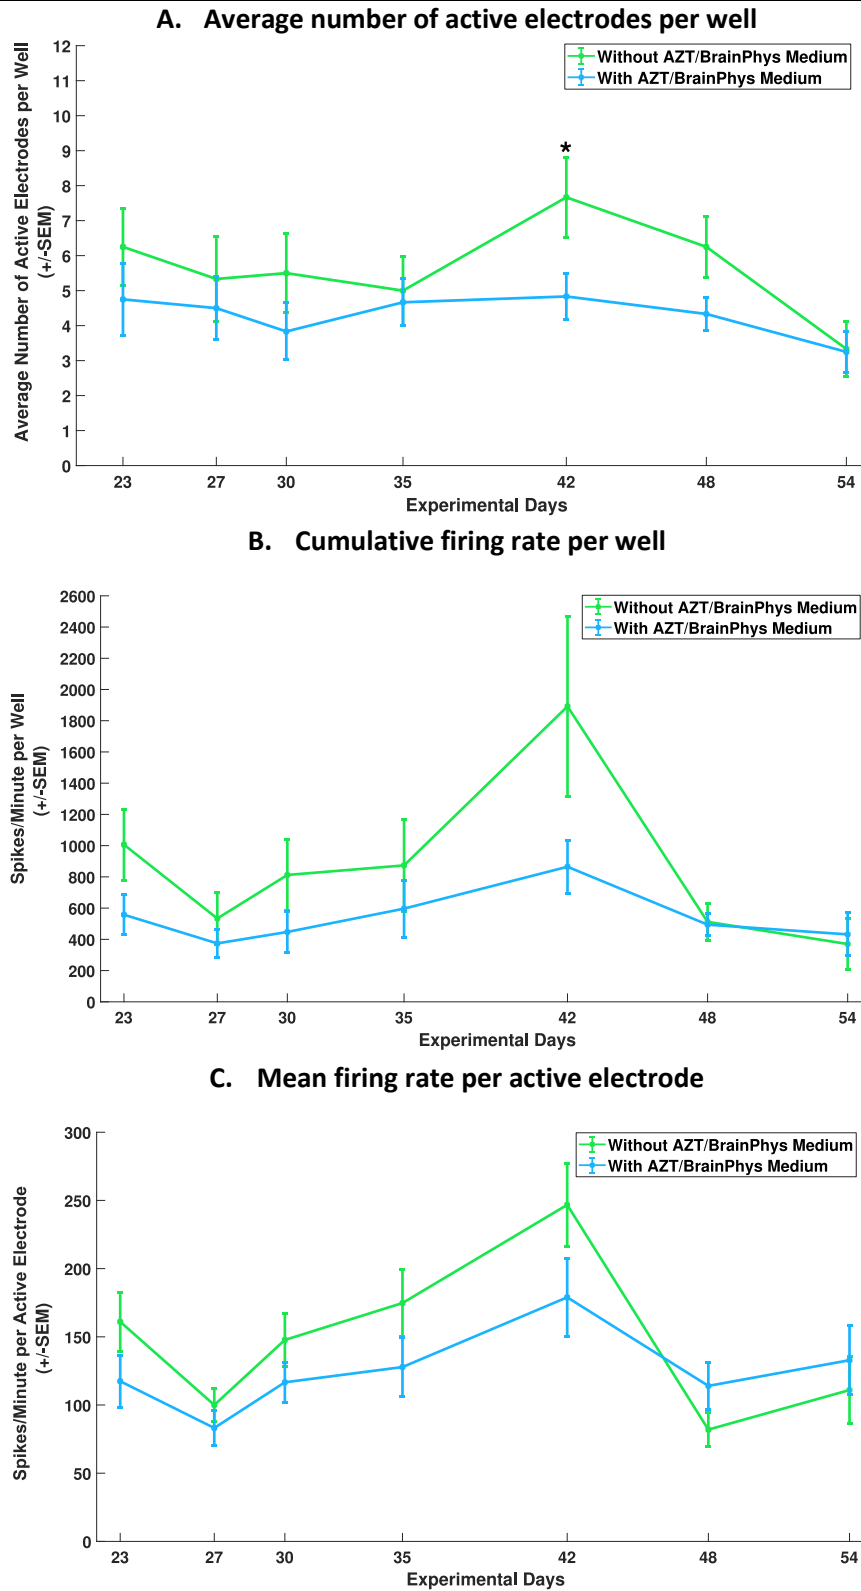 A. Average number of active electrodes per well
12
11
10
9
8
7
6
5
4
3
2
1
0
Average Number of Active Electrodes per Well
(+/-SEM)
Without AZT/BrainPhys Medium
With AZT/BrainPhys Medium
*
23 27 30 35 42 48 54
Experimental Days
B. Cumulative firing rate per well
2600
2400
2200
2000
1800
1600
1400
1200
1000
800
600
400
200
0
Spikes/Minute per Well
(+/-SEM)
Without AZT/BrainPhys Medium
With AZT/BrainPhys Medium
23 27 30 35 42 48 54
Experimental Days
C. Mean firing rate per active electrode
300
250
200
150
100
50
0
Spikes/Minute per Active Electrode
(+/-SEM)
Without AZT/BrainPhys Medium
With AZT/BrainPhys Medium
23 27 30 35 42 48 54
Experimental Days